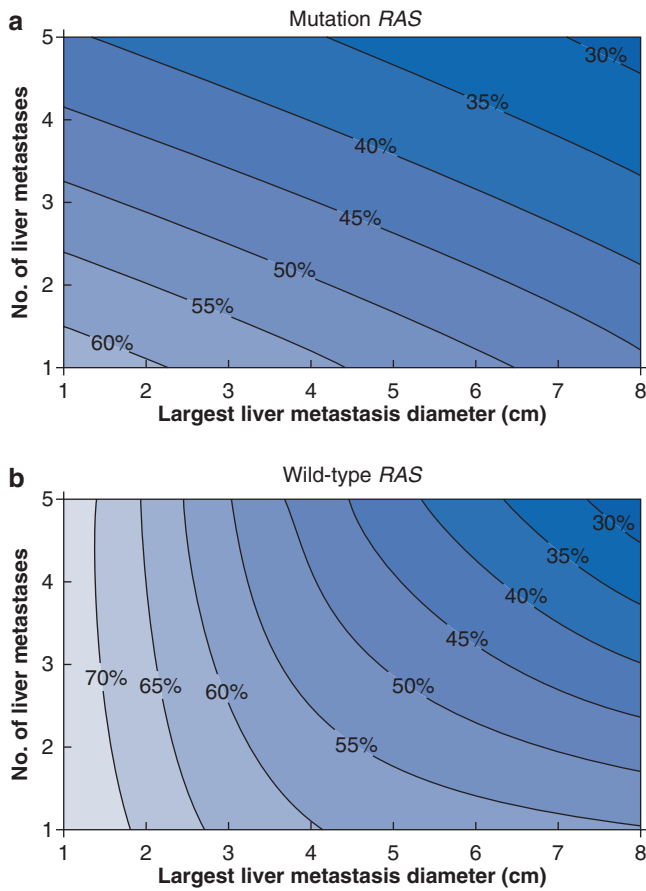 a
Mutation RAS
No. of liver metastases
5
4
3
2
1
30%
35%
40%
45%
50%
55%
60%
1 2 3 4 5 6 7 8
Largest liver metastasis diameter (cm)
b
Wild-type RAS
No. of liver metastases
5
4
3
2
1
30%
35%
40%
45%
70% 65% 60% 50%
55%
1 2 3 4 5 6 7 8
Largest liver metastasis diameter (cm)